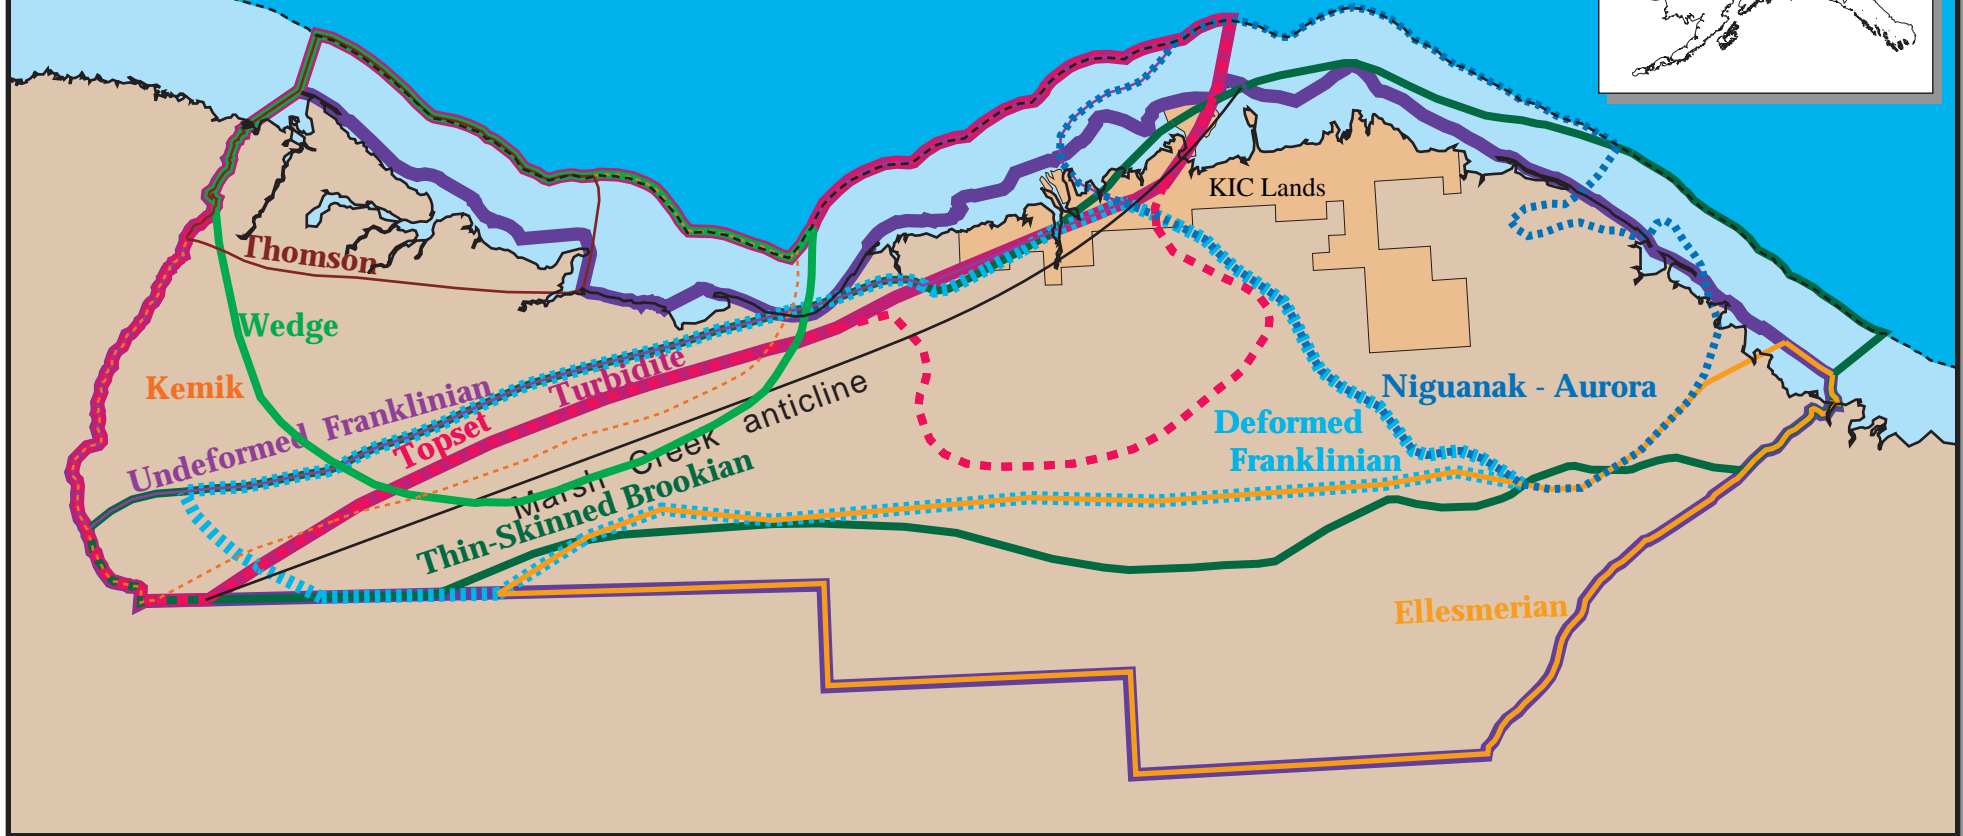 KIC Lands
Thomson
Wedge
Kemik
Undeformed Franklinian
Turbidite
Topset
Marsh Creek anticline
Thin-Skinned Brookian
Niguanak - Aurora
Deformed
Franklinian
Ellesmerian